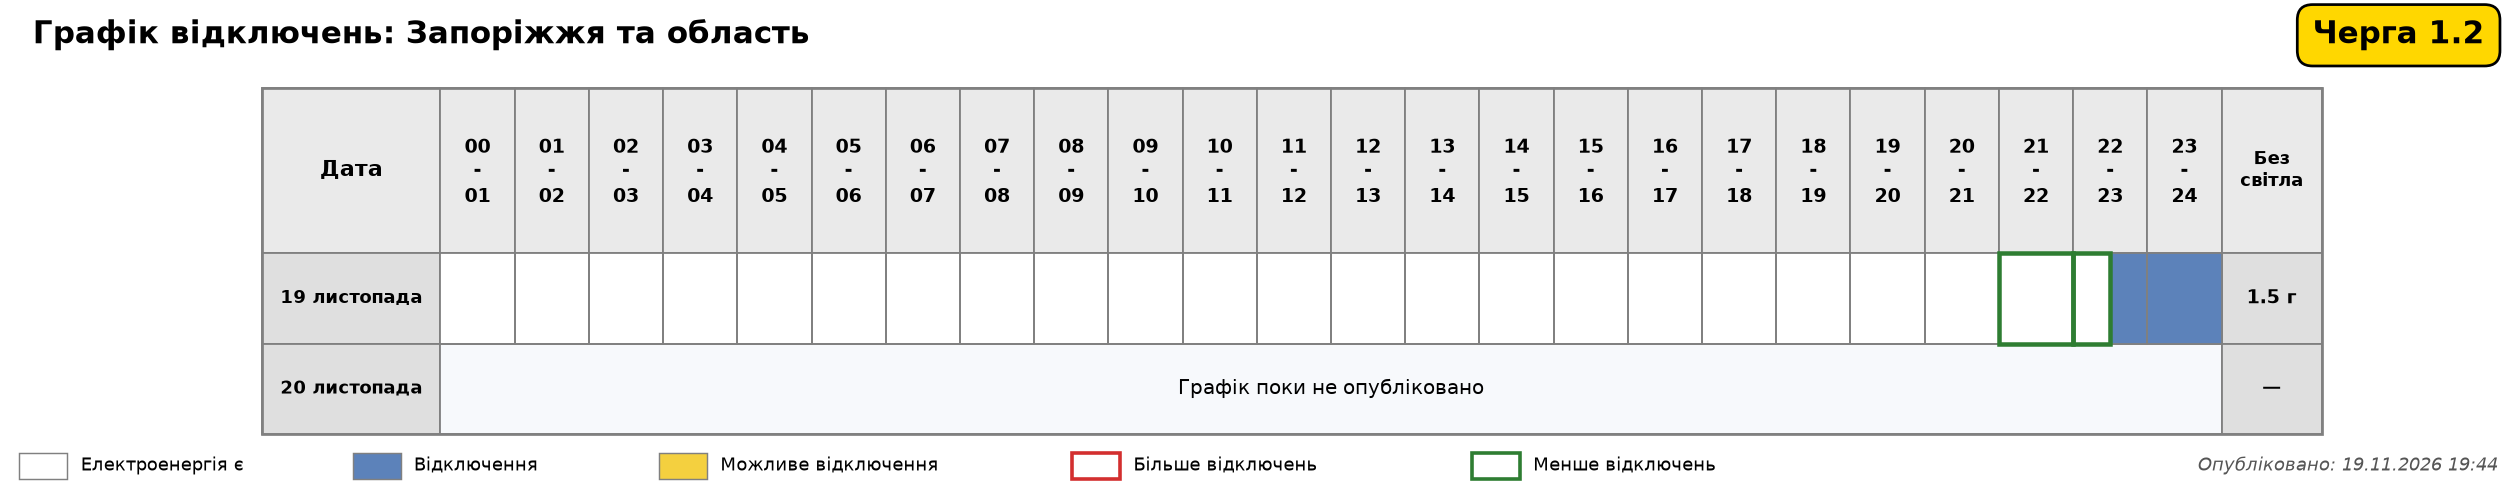 Графік відключень: Запоріжжя та область
Черга 1.2
Дата 00 - 01 01 - 02 02 - 03 03 - 04 04 - 05 05 - 06 06 - 07 07 - 08 08 - 09 09 - 10 10 - 11 11 - 12 12 - 13 13 - 14 14 - 15 15 - 16 16 - 17 17 - 18 18 - 19 19 - 20 20 - 21 21 - 22 22 - 23 23 - 24 Без світла
19 листопада 1.5 г
20 листопада Графік поки не опубліковано —
Електроенергія є Відключення Можливе відключення Більше відключень Менше відключень Опубліковано: 19.11.2026 19:44